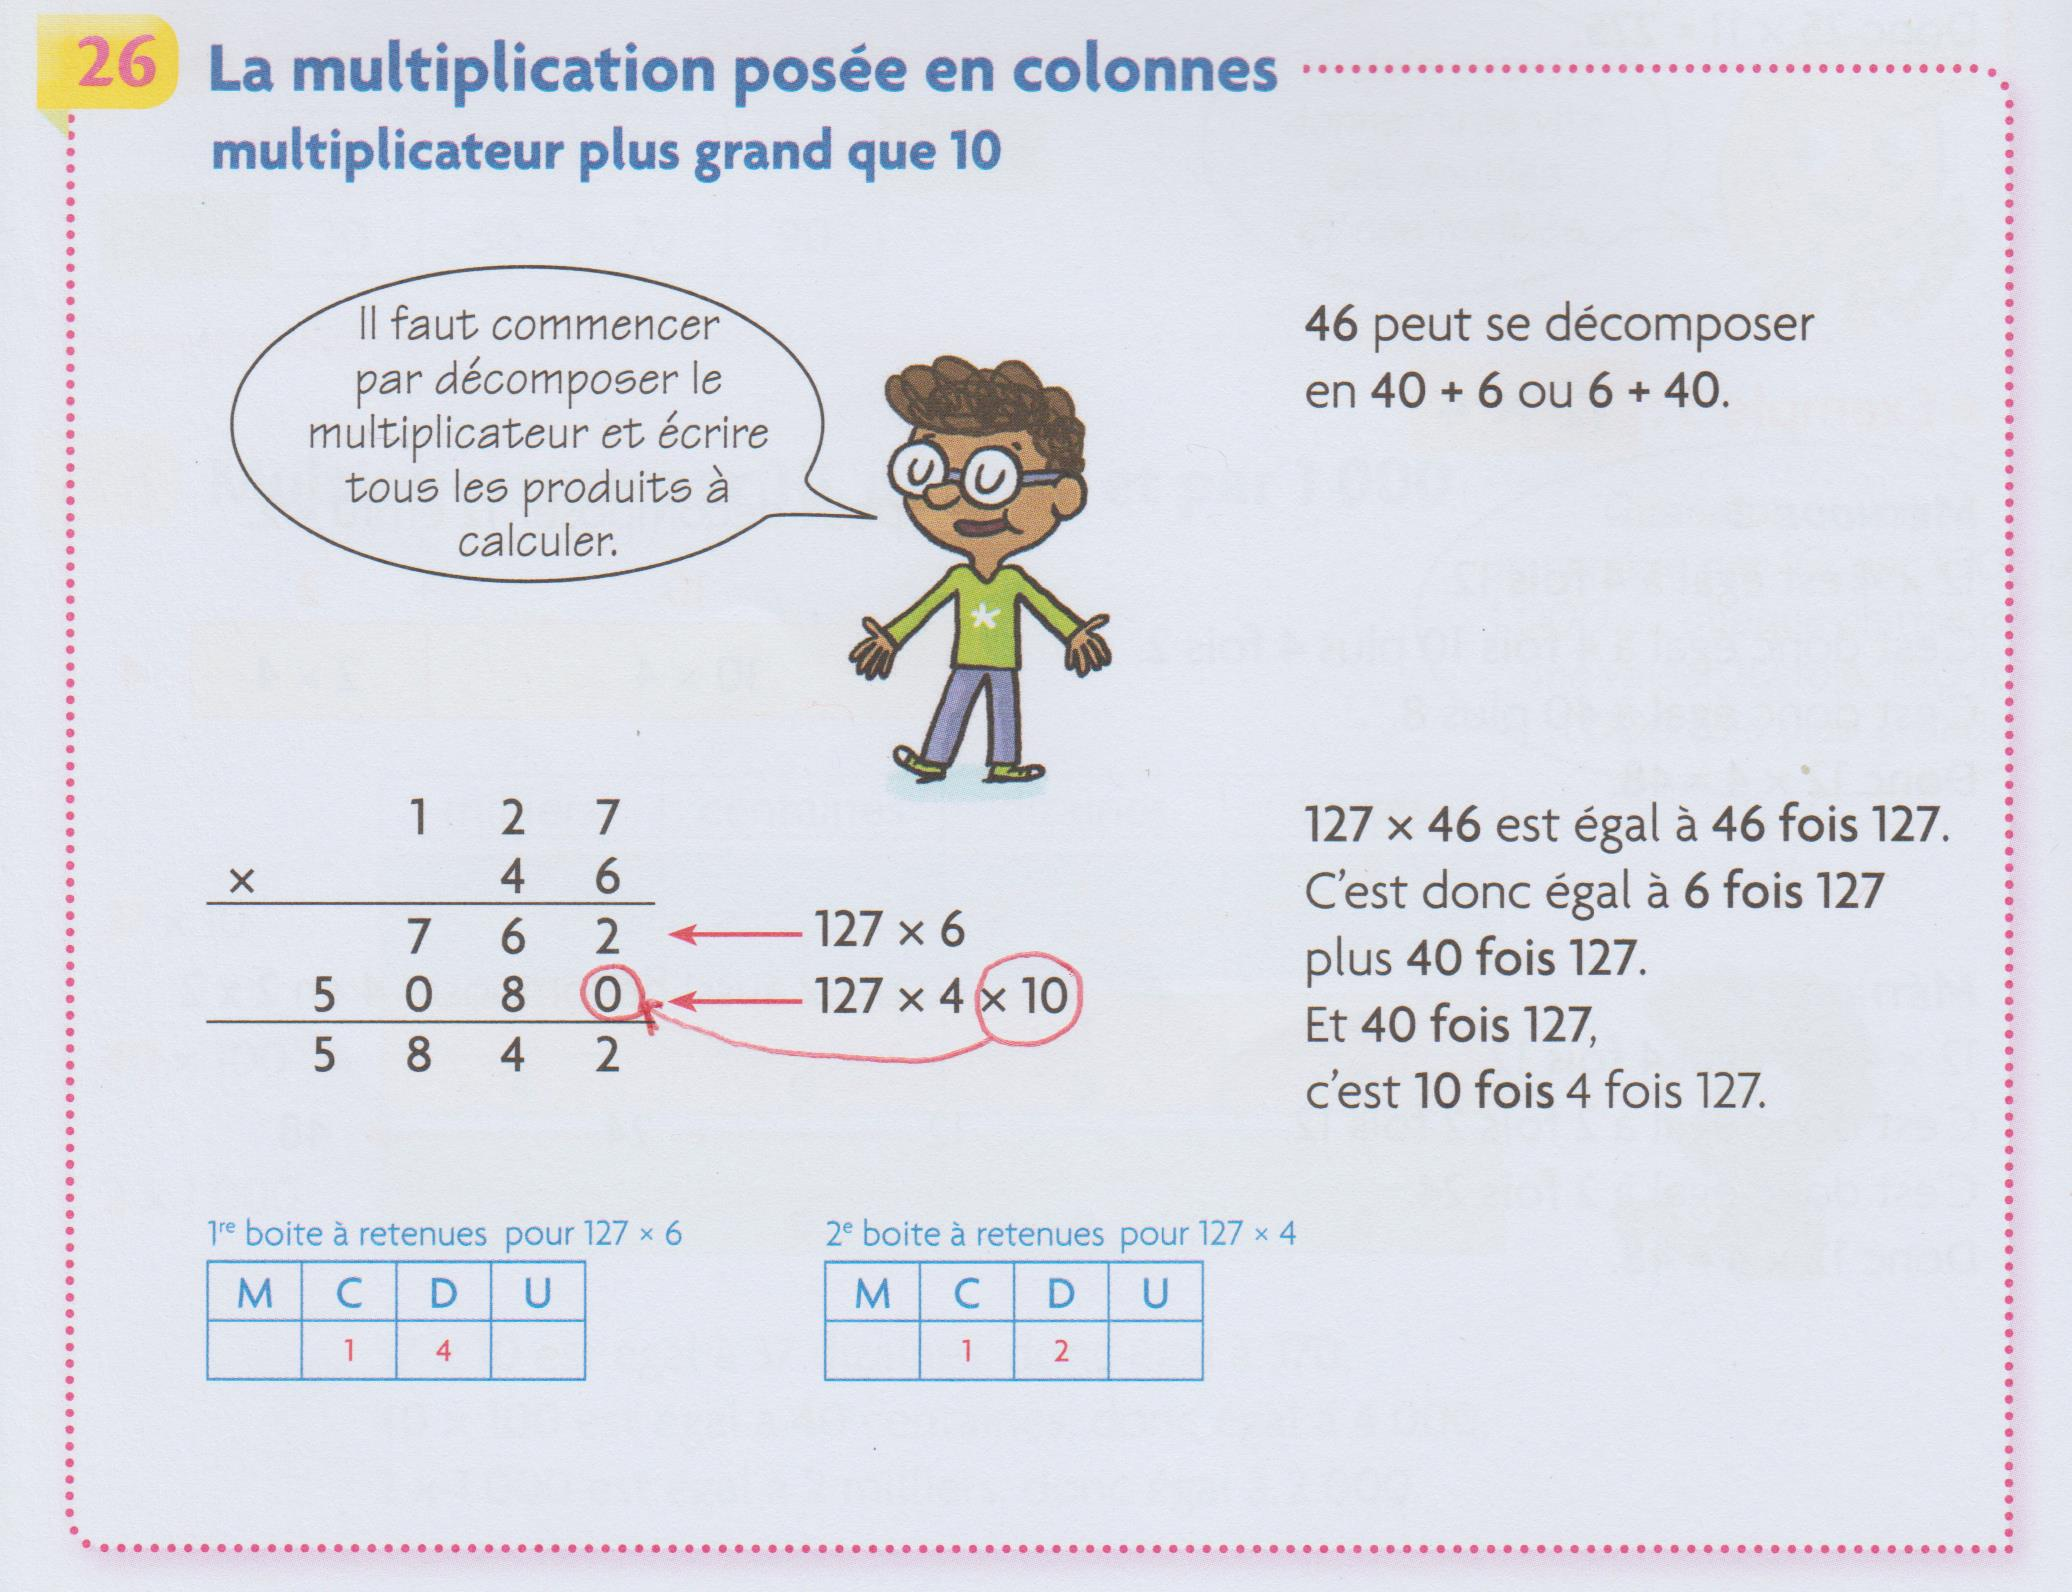 26
La multiplication posée en colonnes
multiplicateur plus grand que 10
Il faut commencer
par décomposer le
multiplicateur et écrire
tous les produits à
calculer.
46 peut se décomposer
en 40 + 6 ou 6 + 40.
1 2 7
× 4 6
7 6 2 127 × 6
5 0 8 0 127 × 4 × 10
5 8 4 2
127 × 46 est égal à 46 fois 127.
C'est donc égal à 6 fois 127
plus 40 fois 127.
Et 40 fois 127,
c'est 10 fois 4 fois 127.
1re boite à retenues pour 127 × 6
M C D U
1 4
2e boite à retenues pour 127 × 4
M C D U
1 2